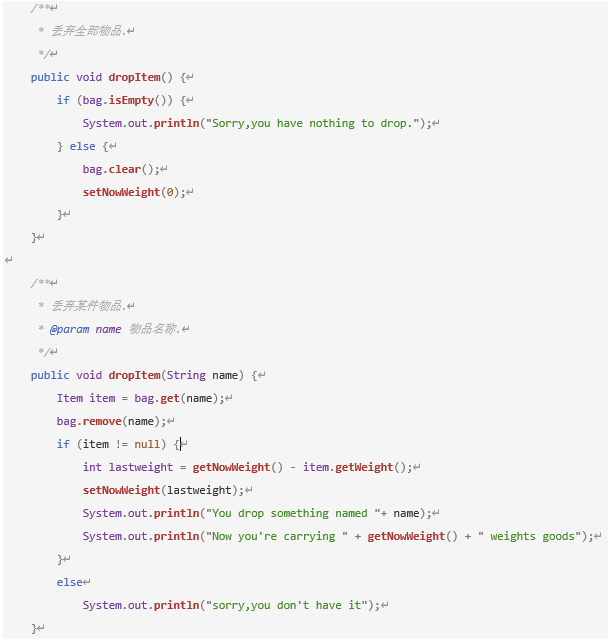 /**↵
 * 丢弃全部物品.↵
 */↵
public void dropItem() {↵
    if (bag.isEmpty()) {↵
        System.out.println("Sorry,you have nothing to drop.");↵
    } else {↵
        bag.clear();↵
        setNowWeight(0);↵
    }↵
}↵
↵
/**↵
 * 丢弃某件物品.↵
 * @param name 物品名称.↵
 */↵
public void dropItem(String name) {↵
    Item item = bag.get(name);↵
    bag.remove(name);↵
    if (item != null) {↵
        int lastweight = getNowWeight() - item.getWeight();↵
        setNowWeight(lastweight);↵
        System.out.println("You drop something named "+ name);↵
        System.out.println("Now you're carrying " + getNowWeight() + " weights goods");↵
    }↵
    else↵
        System.out.println("sorry,you don't have it");↵
}↵